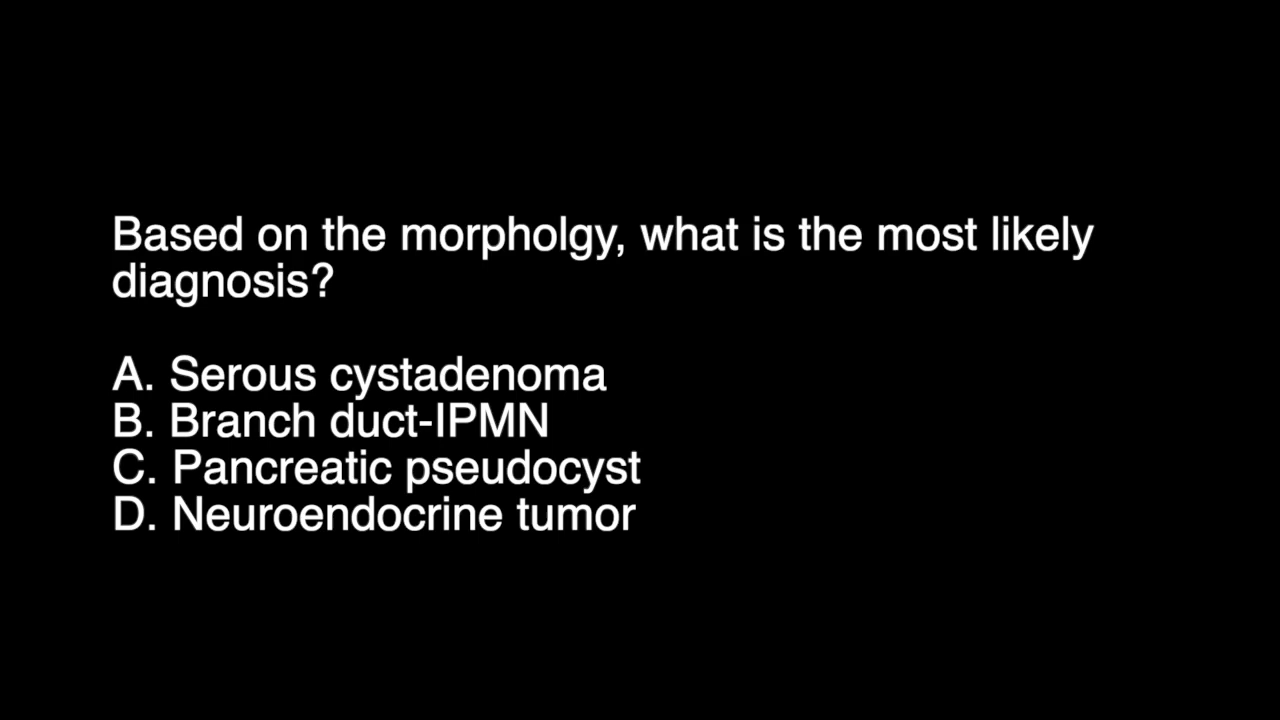 Based on the morpholgy, what is the most likely
diagnosis?
A. Serous cystadenoma
B. Branch duct-IPMN
C. Pancreatic pseudocyst
D. Neuroendocrine tumor